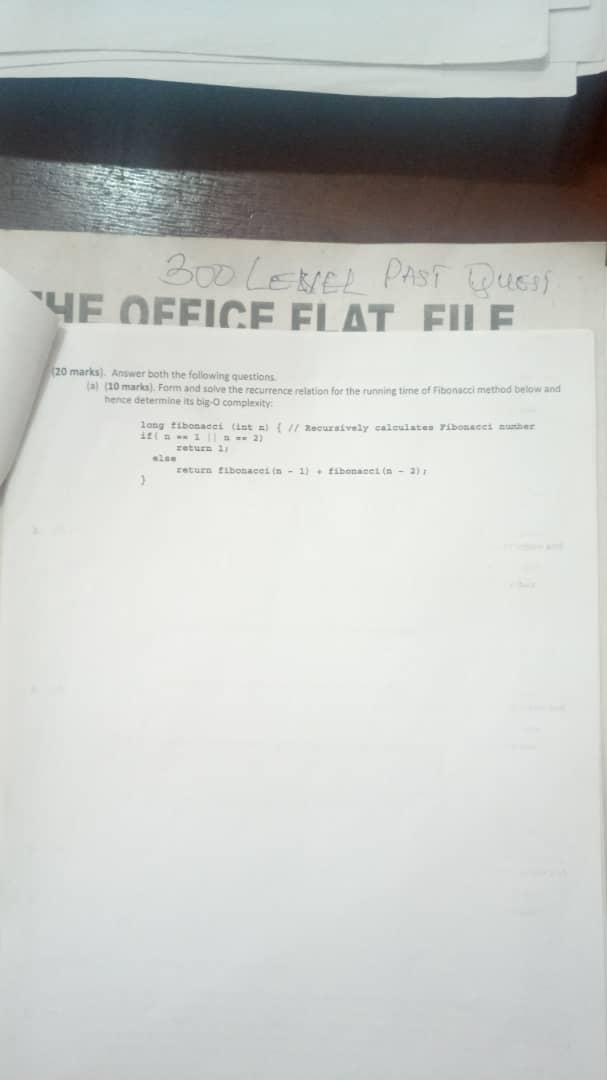 300 LEVEL PAST QUEST
HE OFFICE FLAT FILE
(20 marks). Answer both the following questions.
(a) (10 marks). Form and solve the recurrence relation for the running time of Fibonacci method below and
hence determine its big-O complexity:
long fibonacci (int n) { // Recursively calculates Fibonacci number
if( n == 1 || n == 2)
return 1;
else
return fibonacci(n - 1) + fibonacci(n - 2);
}